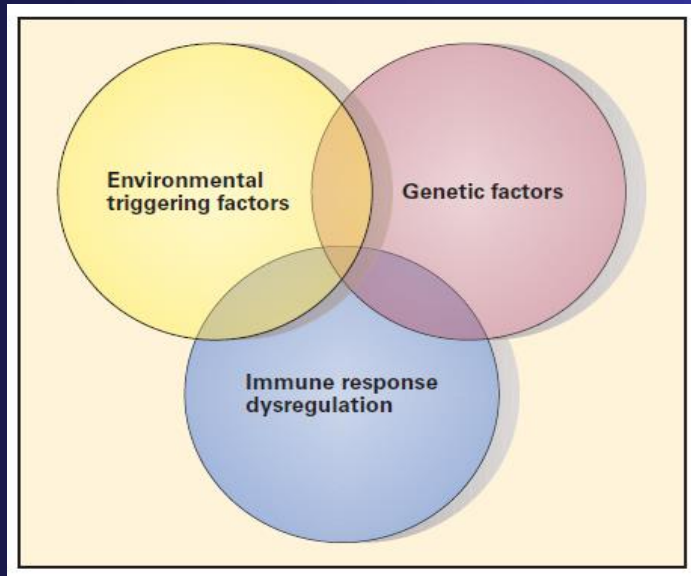 Environmental
triggering factors
Genetic factors
Immune response
dysregulation